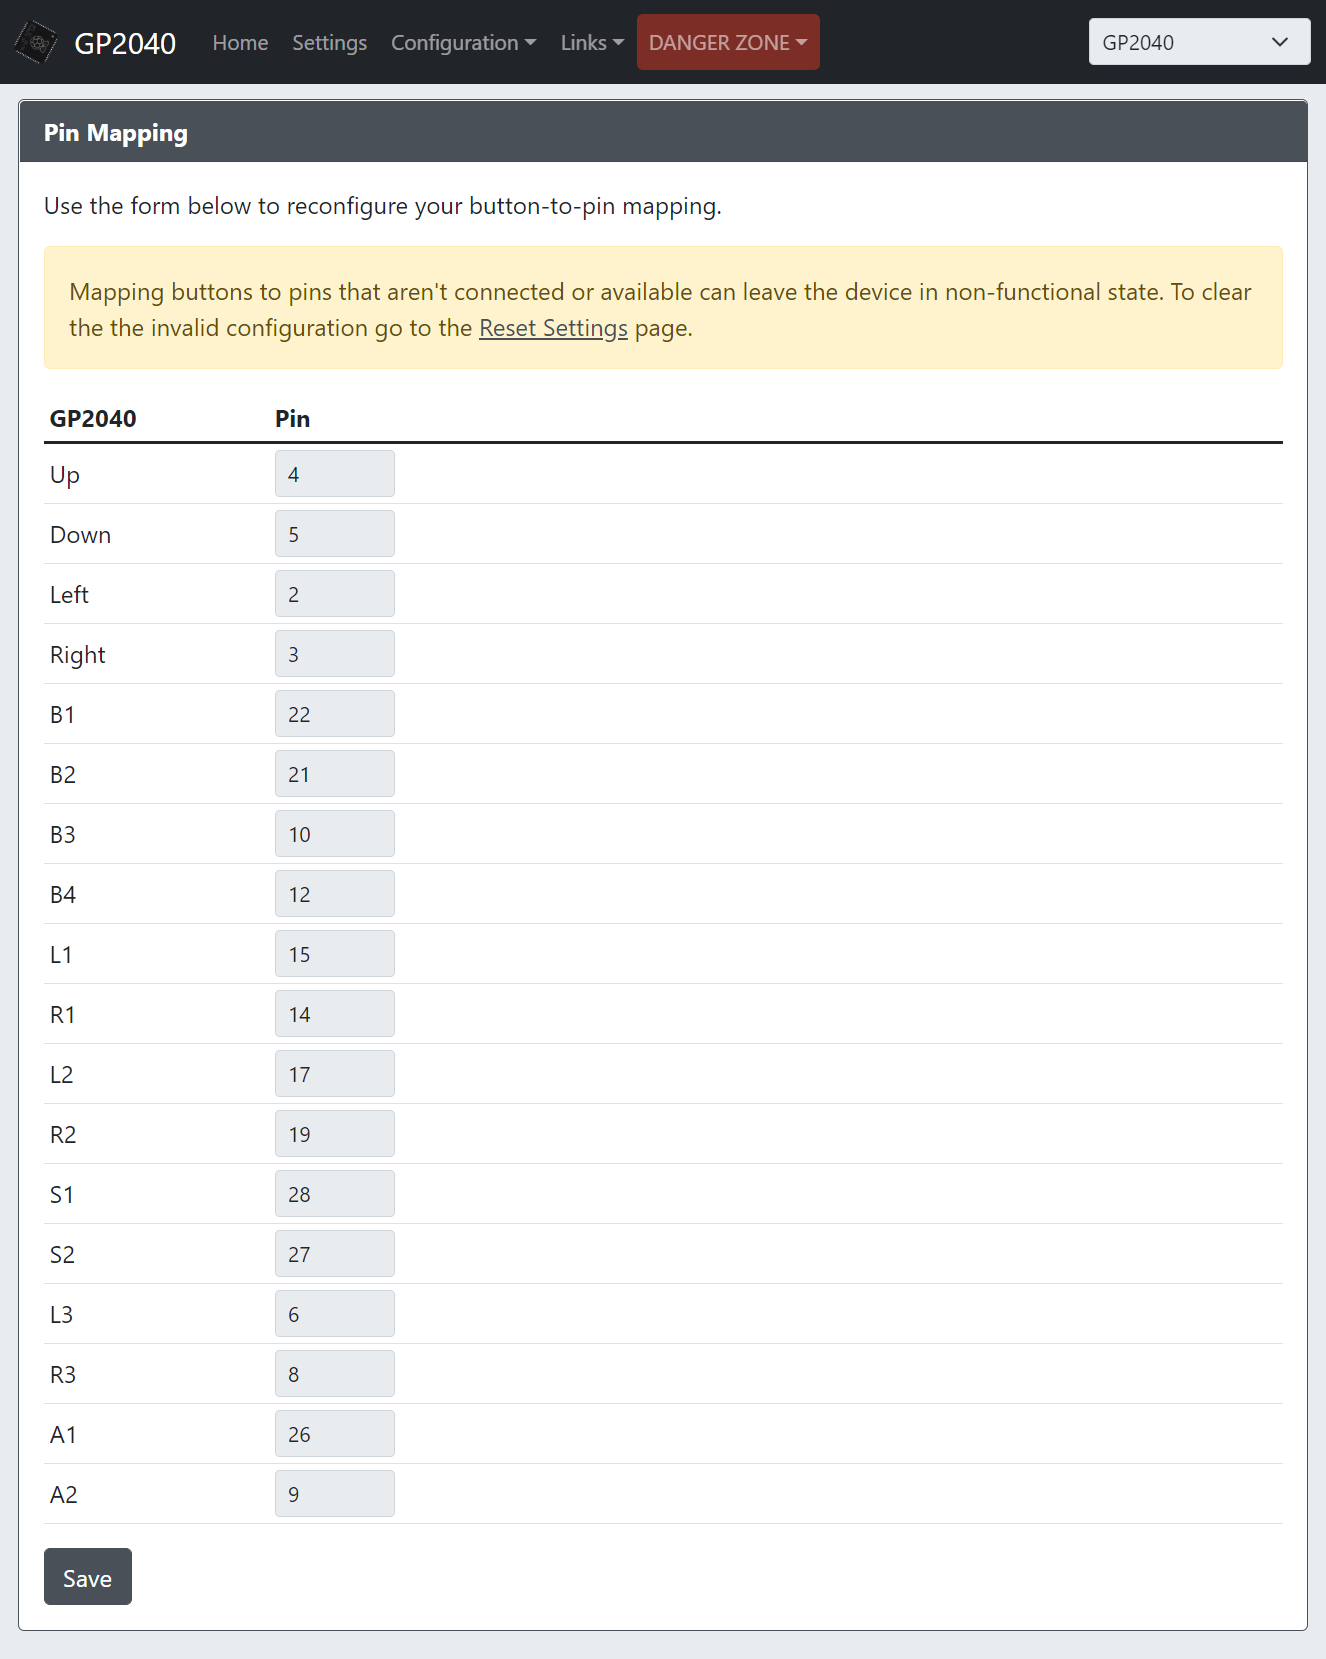 GP2040 Home Settings Configuration Links DANGER ZONE GP2040
Pin Mapping
Use the form below to reconfigure your button-to-pin mapping.
Mapping buttons to pins that aren't connected or available can leave the device in non-functional state. To clear
the the invalid configuration go to the Reset Settings page.
GP2040 Pin
Up 4
Down 5
Left 2
Right 3
B1 22
B2 21
B3 10
B4 12
L1 15
R1 14
L2 17
R2 19
S1 28
S2 27
L3 6
R3 8
A1 26
A2 9
Save